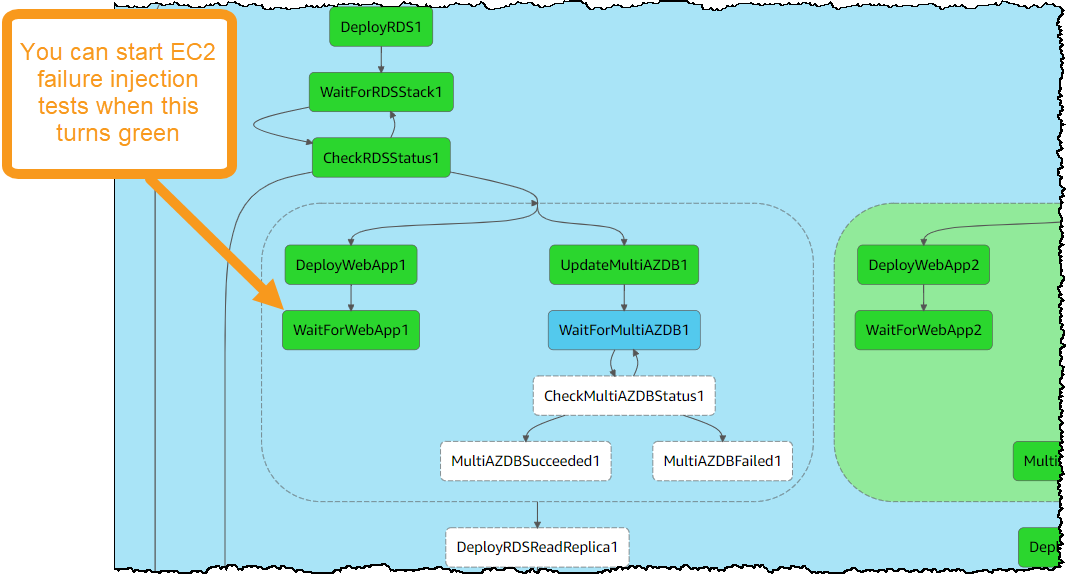 You can start EC2
failure injection
tests when this
turns green
DeployRDS1
WaitForRDSStack1
CheckRDSStatus1
DeployWebApp1
UpdateMultiAZDB1
DeployWebApp2
WaitForWebApp1
WaitForMultiAZDB1
WaitForWebApp2
CheckMultiAZDBStatus1
MultiAZDBSucceeded1
MultiAZDBFailed1
Multi
DeployRDSReadReplica1
Depl